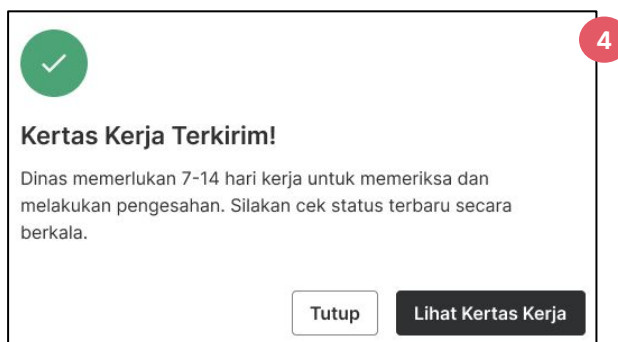 4
Kertas Kerja Terkirim!
Dinas memerlukan 7-14 hari kerja untuk memeriksa dan
melakukan pengesahan. Silakan cek status terbaru secara
berkala.
Tutup
Lihat Kertas Kerja